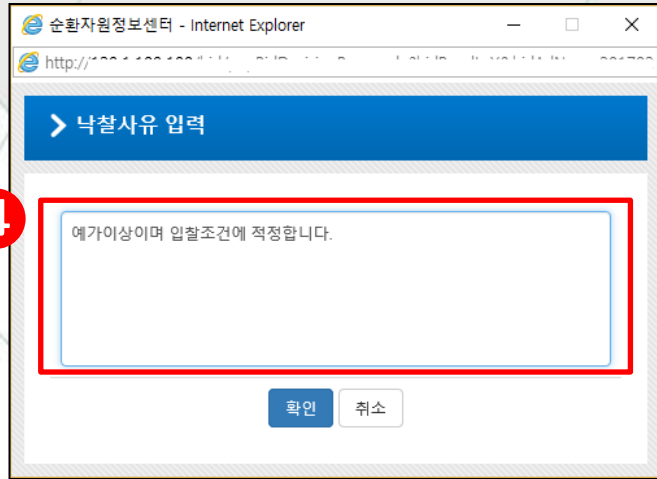 순환자원정보센터 - Internet Explorer
http://
낙찰사유 입력
4
예가이상이며 입찰조건에 적정합니다.
확인 취소